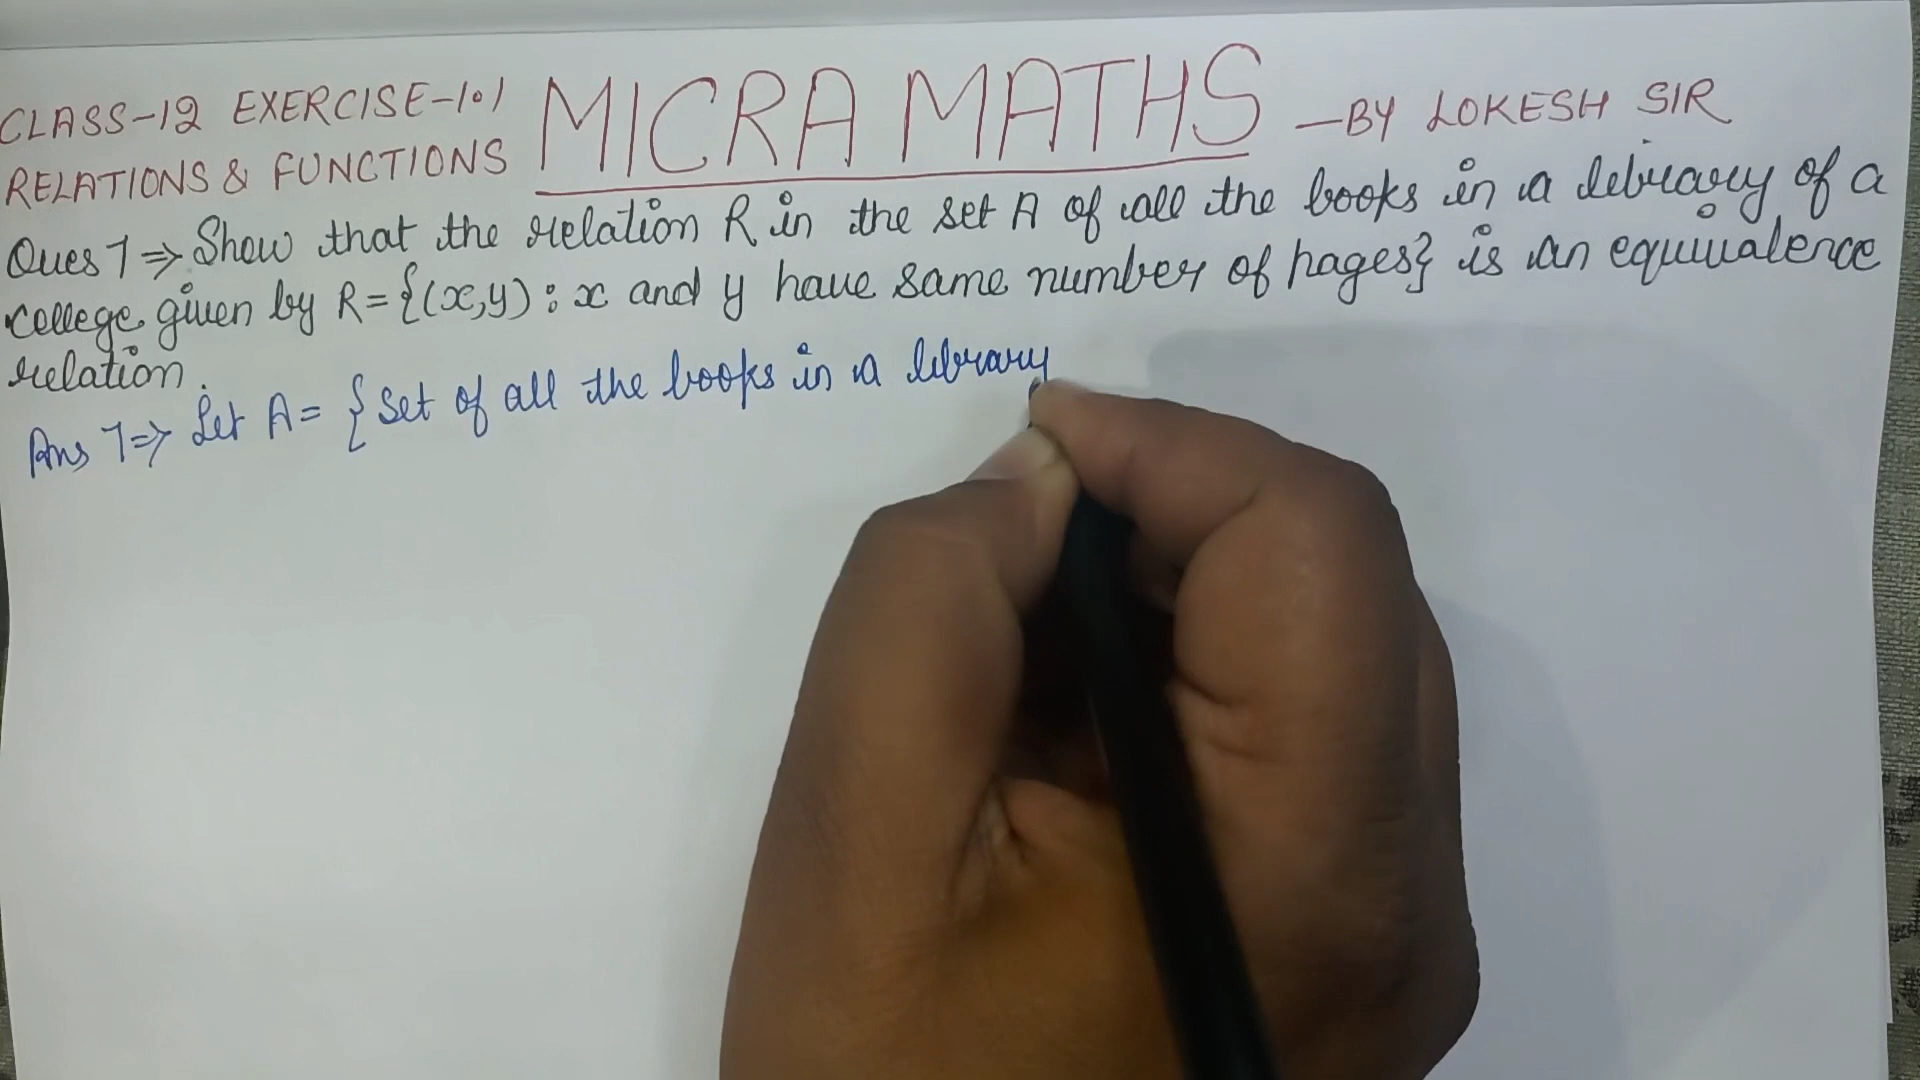 CLASS-12 EXERCISE-1.1
RELATIONS & FUNCTIONS
MICRA MATHS
-BY LOKESH SIR
Ques 7 ⇒ Show that the relation R in the set A of all the books in a library of a
college, given by R = {(x,y) : x and y have same number of pages} is an equivalence
relation.
Ans 7 ⇒ Let A = { Set of all the books in a library